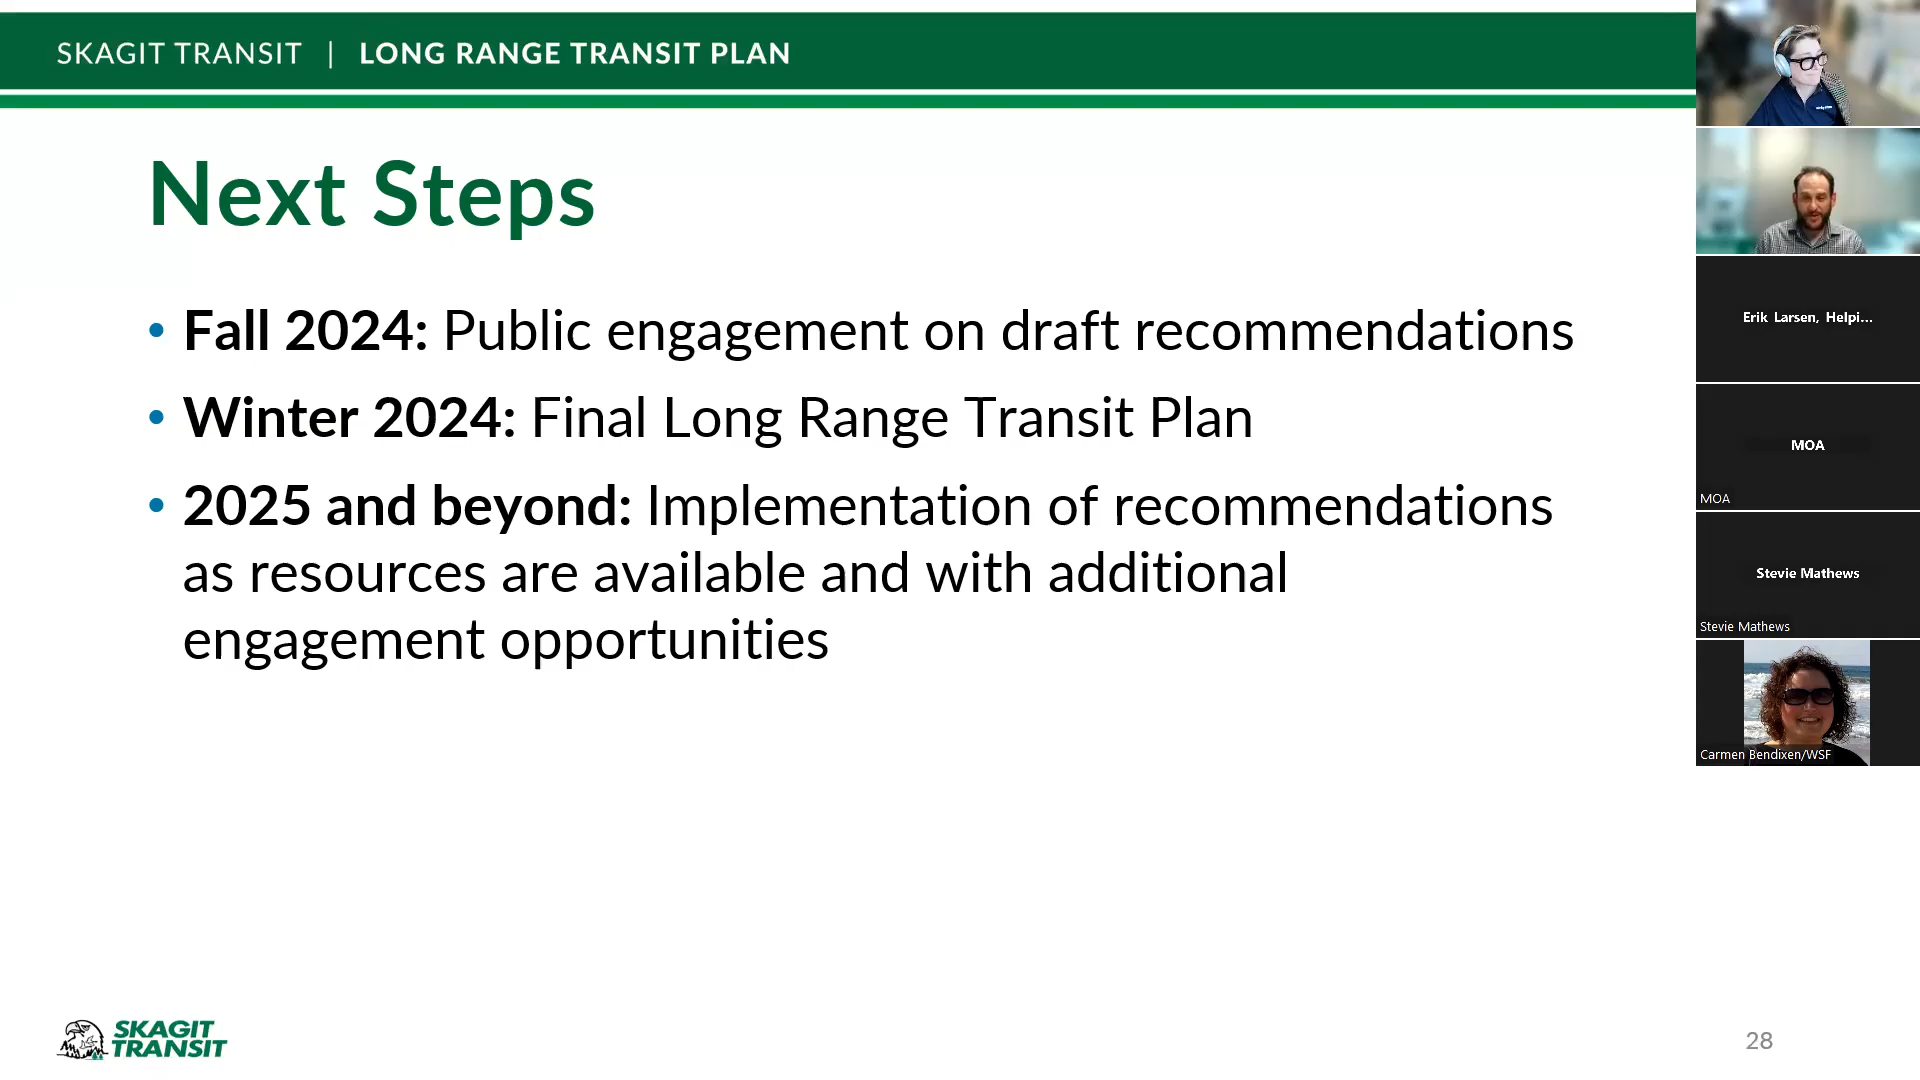 SKAGIT TRANSIT | LONG RANGE TRANSIT PLAN
Next Steps
• Fall 2024: Public engagement on draft recommendations
• Winter 2024: Final Long Range Transit Plan
• 2025 and beyond: Implementation of recommendations
as resources are available and with additional
engagement opportunities
SKAGIT
TRANSIT
28
Erik Larsen, Helpi...
MOA
MOA
Stevie Mathews
Stevie Mathews
Carmen Bendixen/WSF